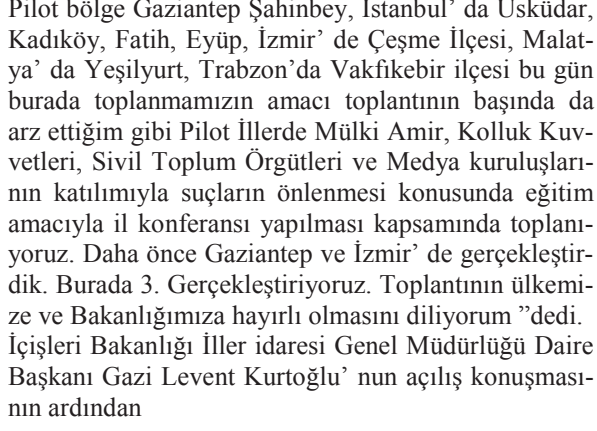 Pilot bölge Gaziantep Şahinbey, İstanbul’ da Üsküdar,
Kadıköy, Fatih, Eyüp, İzmir’ de Çeşme İlçesi, Malat-
ya’ da Yeşilyurt, Trabzon’da Vakfıkebir ilçesi bu gün
burada toplanmamızın amacı toplantının başında da
arz ettiğim gibi Pilot İllerde Mülki Amir, Kolluk Kuv-
vetleri, Sivil Toplum Örgütleri ve Medya kuruluşları-
nın katılımıyla suçların önlenmesi konusunda eğitim
amacıyla il konferansı yapılması kapsamında toplanı-
yoruz. Daha önce Gaziantep ve İzmir’ de gerçekleştir-
dik. Burada 3. Gerçekleştiriyoruz. Toplantının ülkemi-
ze ve Bakanlığımıza hayırlı olmasını diliyorum ”dedi.
İçişleri Bakanlığı İller idaresi Genel Müdürlüğü Daire
Başkanı Gazi Levent Kurtoğlu’ nun açılış konuşması-
nın ardından